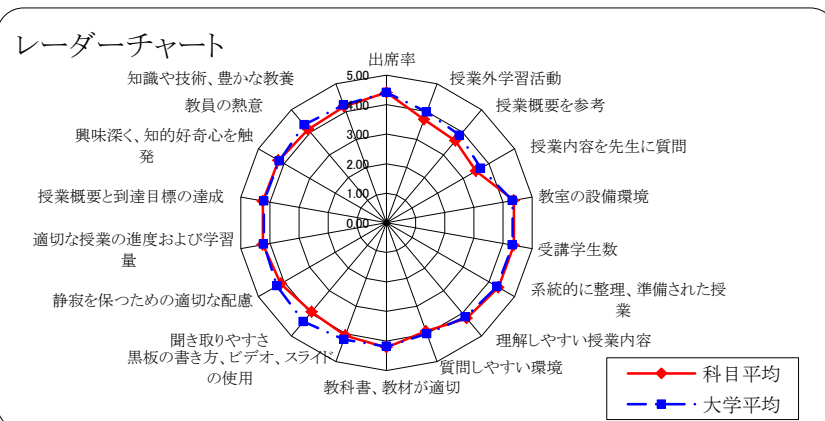 レーダーチャート
出席率
授業外学習活動
授業概要を参考
授業内容を先生に質問
教室の設備環境
受講学生数
系統的に整理、準備された授
業
理解しやすい授業内容
質問しやすい環境
教科書、教材が適切
黒板の書き方、ビデオ、スライド
の使用
聞き取りやすさ
静寂を保つための適切な配慮
適切な授業の進度および学習
量
授業概要と到達目標の達成
興味深く、知的好奇心を触
発
教員の熱意
知識や技術、豊かな教養
5.00
4.00
3.00
2.00
1.00
0.00
科目平均
大学平均